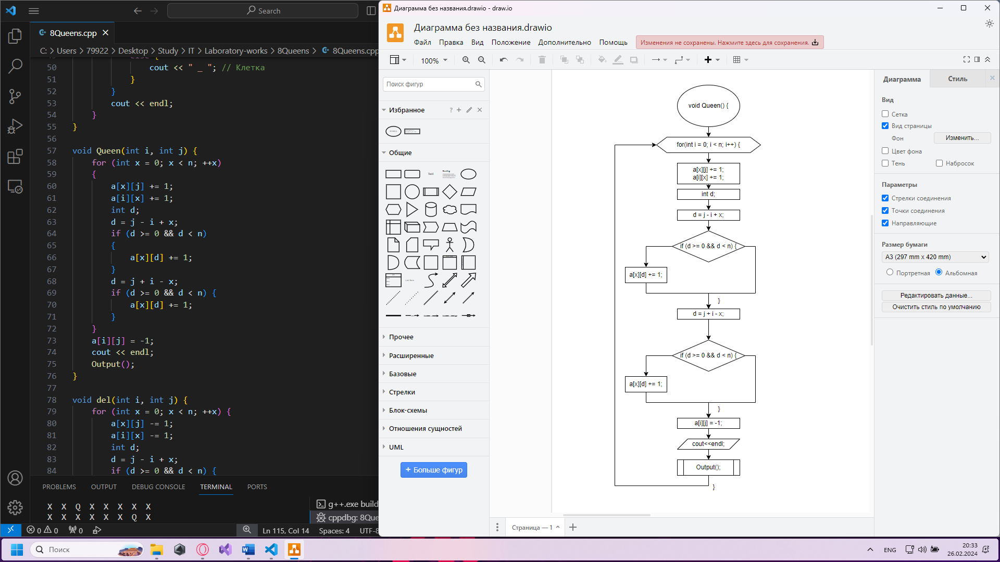 Search
8Queens.cpp
C: > Users > 79922 > Desktop > Study > IT > Laboratory-works > 8Queens > 8Queens.cpp
50 cout << " _ "; // Клетка
51 }
52 }
53 cout << endl;
54 }
55 }
56
57 void Queen(int i, int j) {
58 for (int x = 0; x < n; ++x)
59 {
60 a[x][j] += 1;
61 a[i][x] += 1;
62 int d;
63 d = j - i + x;
64 if (d >= 0 && d < n)
65 {
66 a[x][d] += 1;
67 }
68 d = j + i - x;
69 if (d >= 0 && d < n) {
70 a[x][d] += 1;
71 }
72 }
73 a[i][j] = -1;
74 cout << endl;
75 Output();
76 }
77
78 void del(int i, int j) {
79 for (int x = 0; x < n; ++x) {
80 a[x][j] -= 1;
81 a[i][x] -= 1;
82 int d;
83 d = j - i + x;
84 if (d >= 0 && d < n) {
PROBLEMS OUTPUT DEBUG CONSOLE TERMINAL PORTS
X X Q X X X X X
X X X X X X Q X
g++.exe build
cppdbg: 8Que
0 0 0
Ln 115, Col 14 Spaces: 4 UTF-8
Диаграмма без названия.drawio - draw.io
Диаграмма без названия.drawio
Файл Правка Вид Положение Дополнительно Помощь
Изменения не сохранены. Нажмите здесь для сохранения.
100%
Поиск фигур
Избранное
?
Общие
Text
Heading
Прочее
Расширенные
Базовые
Стрелки
Блок-схемы
Отношения сущностей
UML
+ Больше фигур
void Queen() {
for(int i = 0; i < n; i++) {
a[x][j] += 1;
a[i][x] += 1;
int d;
d = j - i + x;
if (d >= 0 && d < n) {
a[x][d] += 1;
}
d = j + i - x;
if (d >= 0 && d < n) {
a[x][d] += 1;
}
a[i][j] = -1;
cout<<endl;
Output();
}
Страница — 1
Диаграмма Стиль
Вид
Сетка
Вид страницы
Фон Изменить...
Цвет фона
Тень Набросок
Параметры
Стрелки соединения
Точки соединения
Направляющие
Размер бумаги
A3 (297 mm x 420 mm)
Портретная Альбомная
Редактировать данные...
Очистить стиль по умолчанию
Поиск
ENG
20:33
26.02.2024